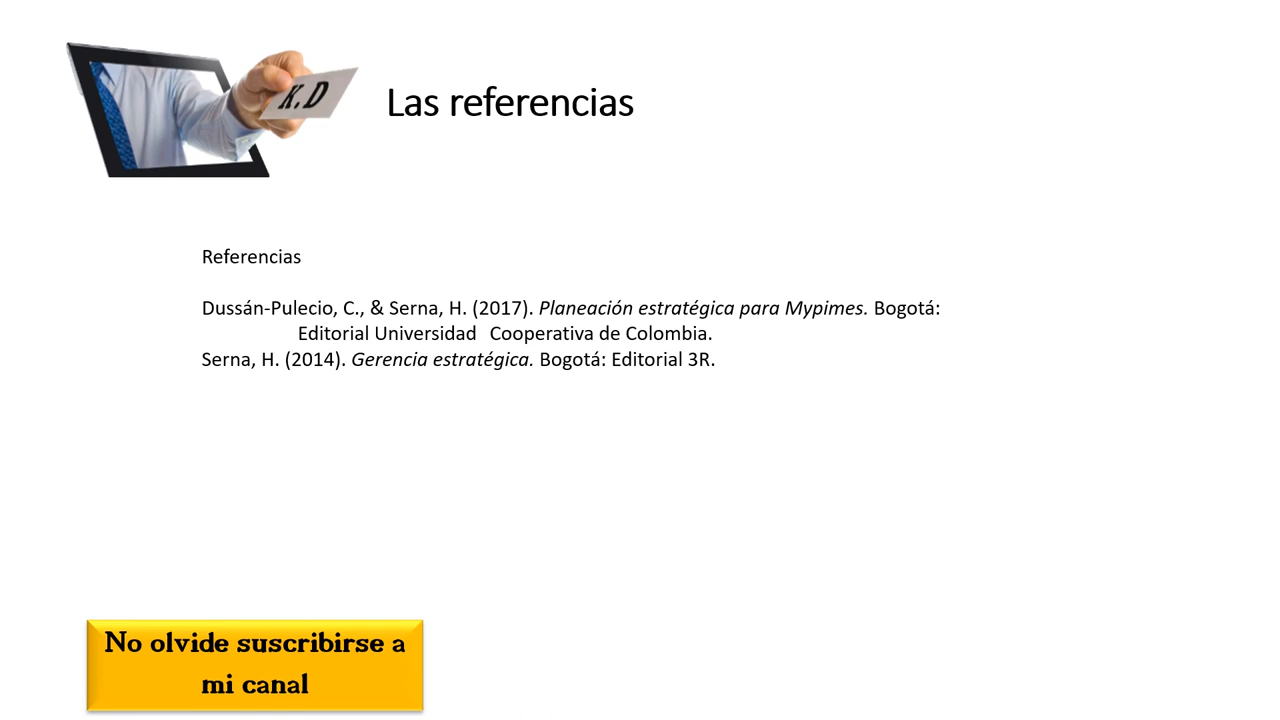 K.D
Las referencias
Referencias
Dussán-Pulecio, C., & Serna, H. (2017). Planeación estratégica para Mypimes. Bogotá:
Editorial Universidad Cooperativa de Colombia.
Serna, H. (2014). Gerencia estratégica. Bogotá: Editorial 3R.
No olvide suscribirse a
mi canal